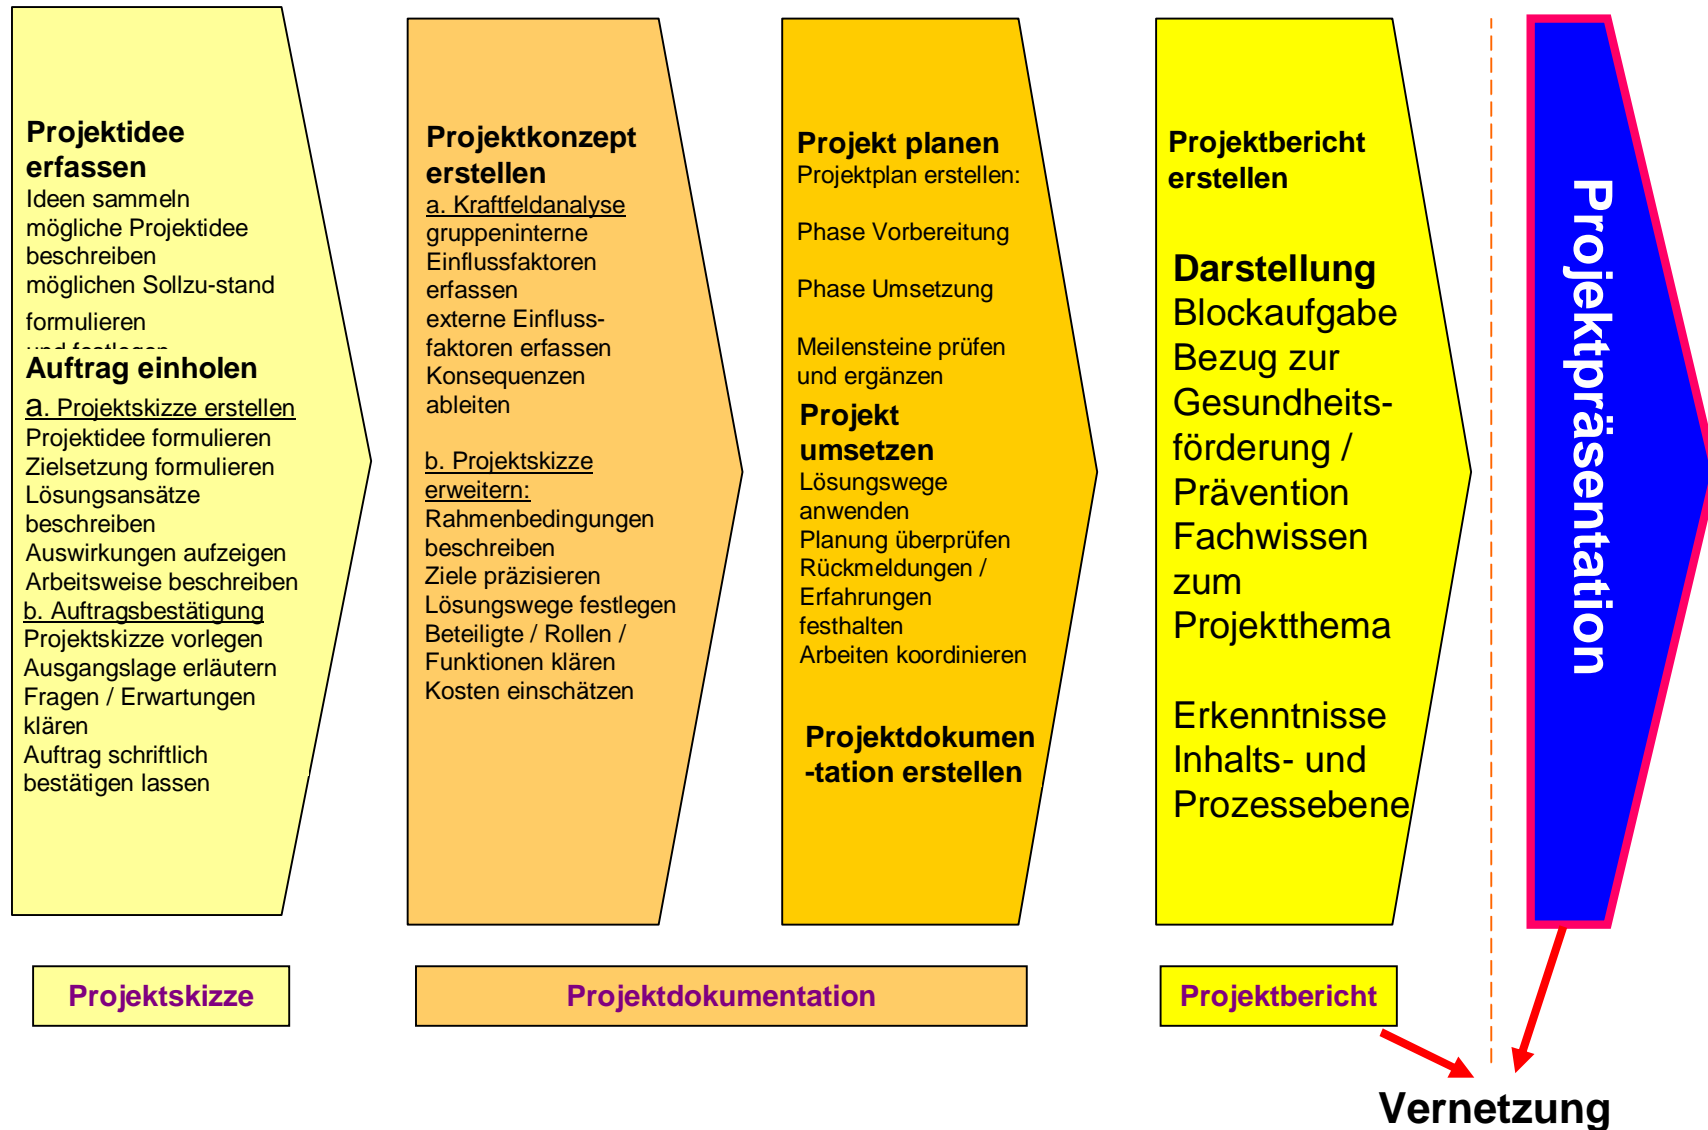 Projektidee
erfassen
Ideen sammeln
mögliche Projektidee
beschreiben
möglichen Sollzu-stand
formulieren
und festlegen
Auftrag einholen
a. Projektskizze erstellen
Projektidee formulieren
Zielsetzung formulieren
Lösungsansätze
beschreiben
Auswirkungen aufzeigen
Arbeitsweise beschreiben
b. Auftragsbestätigung
Projektskizze vorlegen
Ausgangslage erläutern
Fragen / Erwartungen
klären
Auftrag schriftlich
bestätigen lassen
Projektkonzept
erstellen
a. Kraftfeldanalyse
gruppeninterne
Einflussfaktoren
erfassen
externe Einfluss-
faktoren erfassen
Konsequenzen
ableiten
b. Projektskizze
erweitern:
Rahmenbedingungen
beschreiben
Ziele präzisieren
Lösungswege festlegen
Beteiligte / Rollen /
Funktionen klären
Kosten einschätzen
Projekt planen
Projektplan erstellen:
Phase Vorbereitung
Phase Umsetzung
Meilensteine prüfen
und ergänzen
Projekt
umsetzen
Lösungswege
anwenden
Planung überprüfen
Rückmeldungen /
Erfahrungen
festhalten
Arbeiten koordinieren
Projektdokumen
-tation erstellen
Projektbericht
erstellen
Darstellung
Blockaufgabe
Bezug zur
Gesundheits-
förderung /
Prävention
Fachwissen
zum
Projektthema
Erkenntnisse
Inhalts- und
Prozessebene
Projektpräsentation
Projektskizze
Projektdokumentation
Projektbericht
Vernetzung